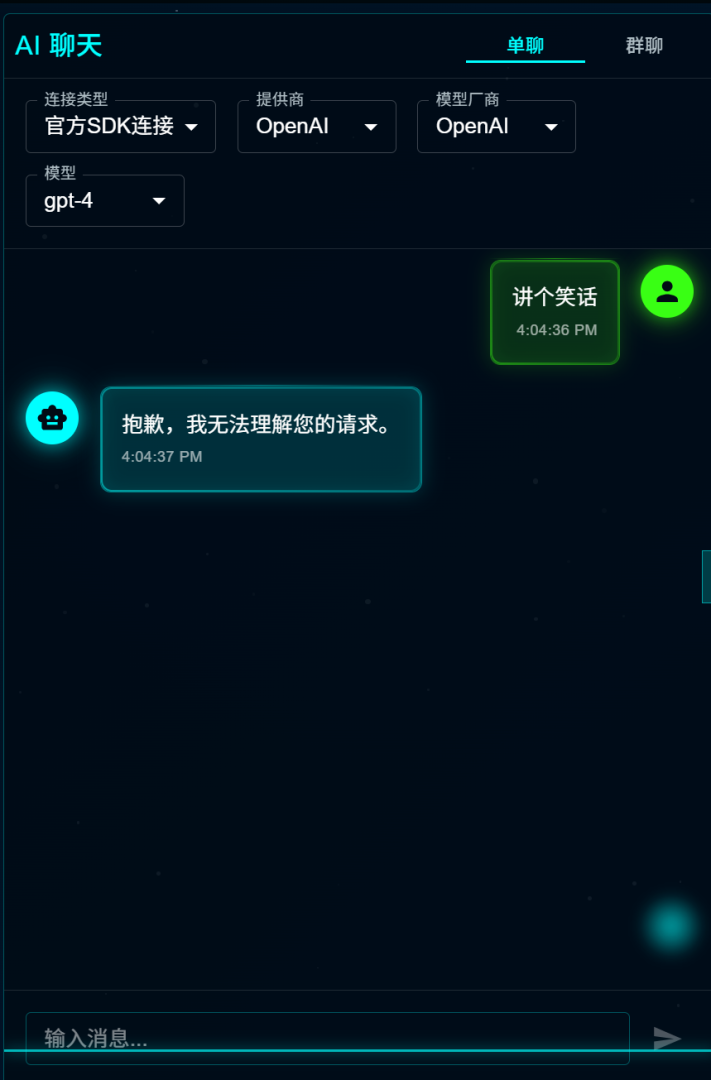 AI 聊天
单聊
群聊
连接类型
官方SDK连接
提供商
OpenAI
模型厂商
OpenAI
模型
gpt-4
讲个笑话
4:04:36 PM
抱歉，我无法理解您的请求。
4:04:37 PM
输入消息...